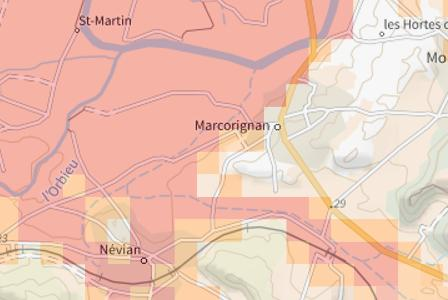 St-Martin
les Hortes
Mo
Marcorignan
l'Orbieu
29
Névian